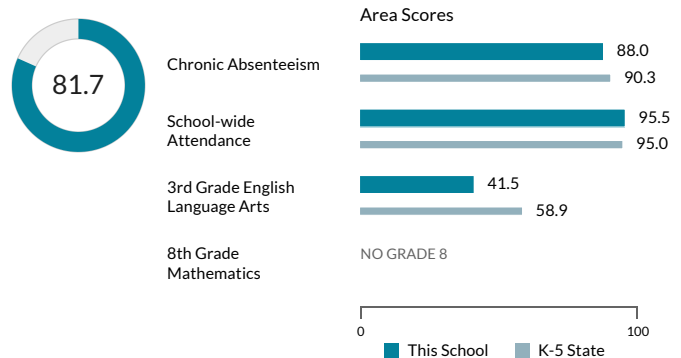 Area Scores
81.7
Chronic Absenteeism
88.0
90.3
School-wide
Attendance
95.5
95.0
3rd Grade English
Language Arts
41.5
58.9
8th Grade
Mathematics
NO GRADE 8
0
100
This School
K-5 State